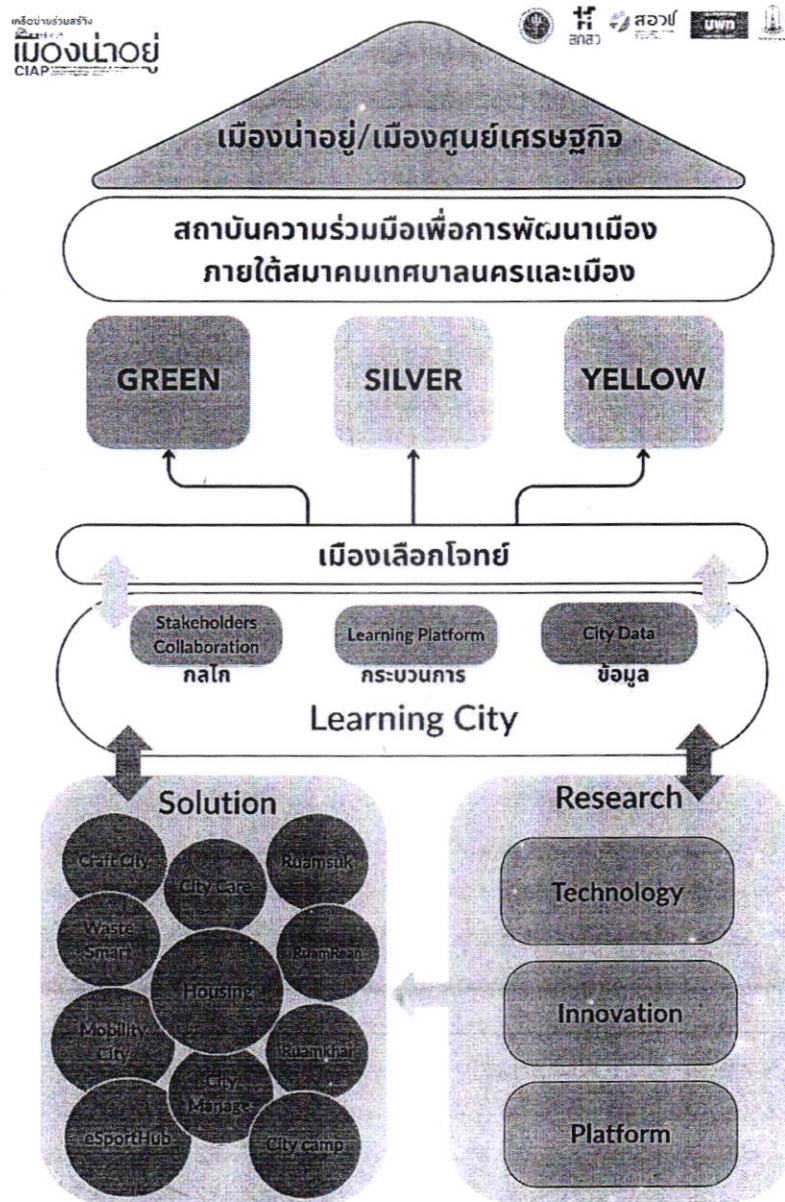 เครือข่ายร่วมสร้าง
เมืองน่าอยู่
CIAP
สกสว
สอวช
บพท
เมืองน่าอยู่/เมืองศูนย์เศรษฐกิจ
สถาบันความร่วมมือเพื่อการพัฒนาเมือง
ภายใต้สมาคมเทศบาลนครและเมือง
GREEN
SILVER
YELLOW
เมืองเลือกโจทย์
Stakeholders
Collaboration
Learning Platform
City Data
กลไก
กระบวนการ
ข้อมูล
Learning City
Solution
Craft City
City Care
Ruamsuk
Waste
Smart
RuamRean
Housing
Mobility
City
Ruamkhai
City
Manage
eSportHub
City camp
Research
Technology
Innovation
Platform